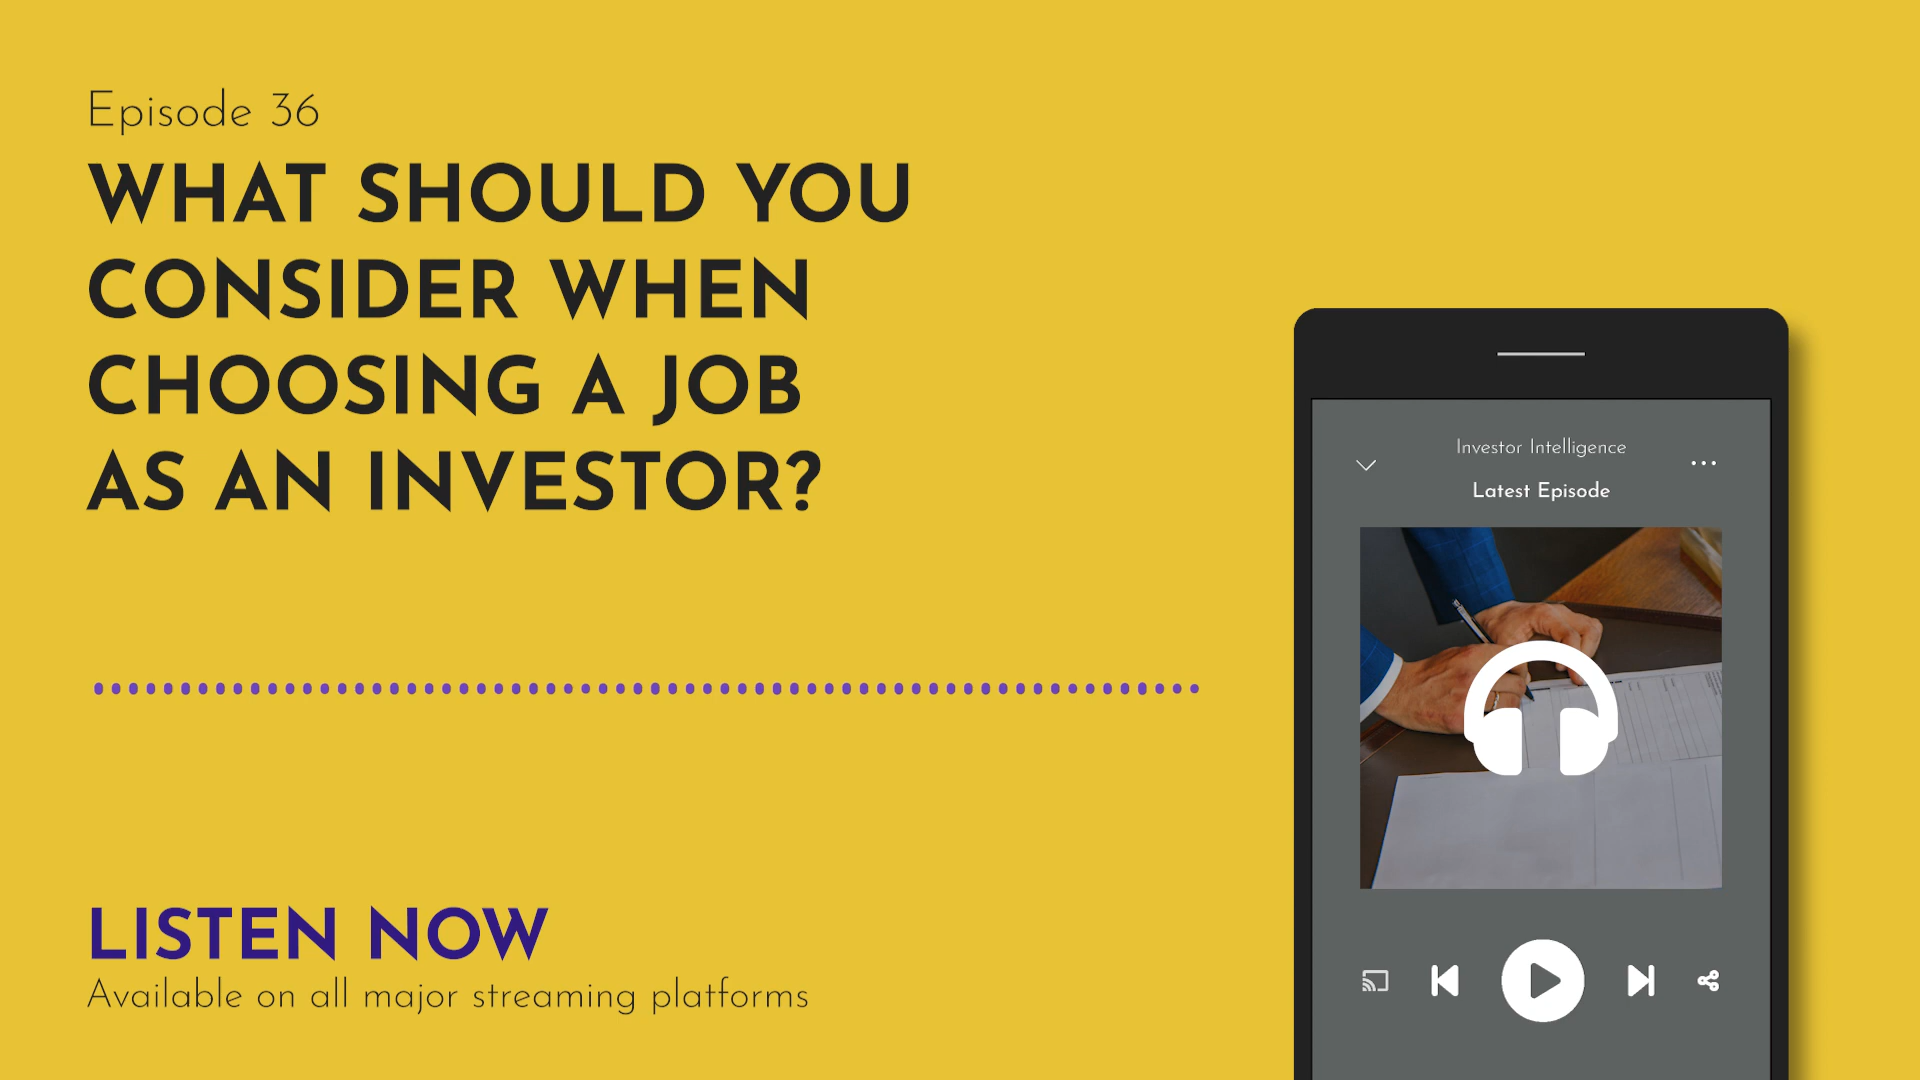 Episode 36
WHAT SHOULD YOU
CONSIDER WHEN
CHOOSING A JOB
AS AN INVESTOR?
LISTEN NOW
Available on all major streaming platforms
Investor Intelligence
Latest Episode